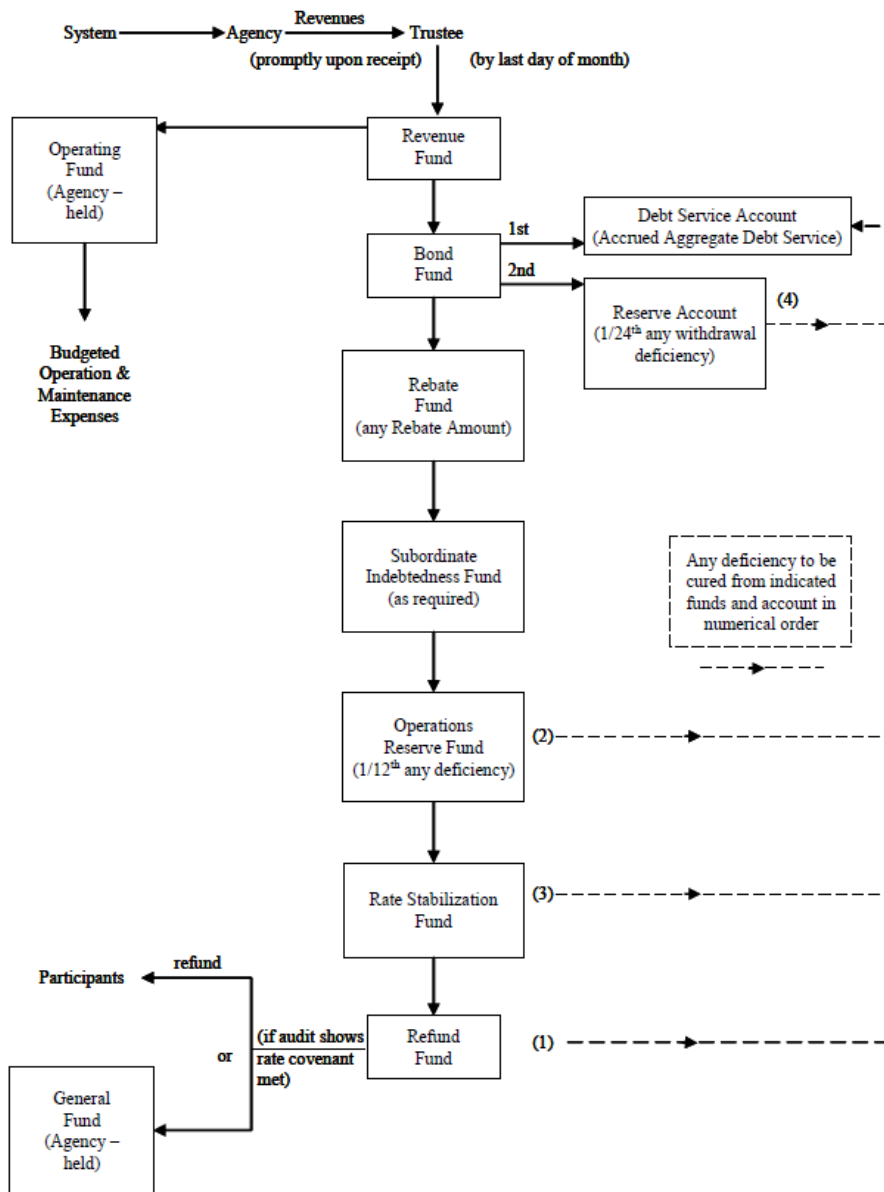 System
Agency
Revenues
Trustee
(promptly upon receipt)
(by last day of month)
Operating
Fund
(Agency –
held)
Revenue
Fund
Budgeted
Operation &
Maintenance
Expenses
Bond
Fund
1st
2nd
Debt Service Account
(Accrued Aggregate Debt Service)
Reserve Account
(1/24th any withdrawal
deficiency)
(4)
Rebate
Fund
(any Rebate Amount)
Subordinate
Indebtedness Fund
(as required)
Any deficiency to be
cured from indicated
funds and account in
numerical order
Operations
Reserve Fund
(1/12th any deficiency)
(2)
Rate Stabilization
Fund
(3)
Participants
refund
or
(if audit shows
rate covenant
met)
Refund
Fund
(1)
General
Fund
(Agency –
held)